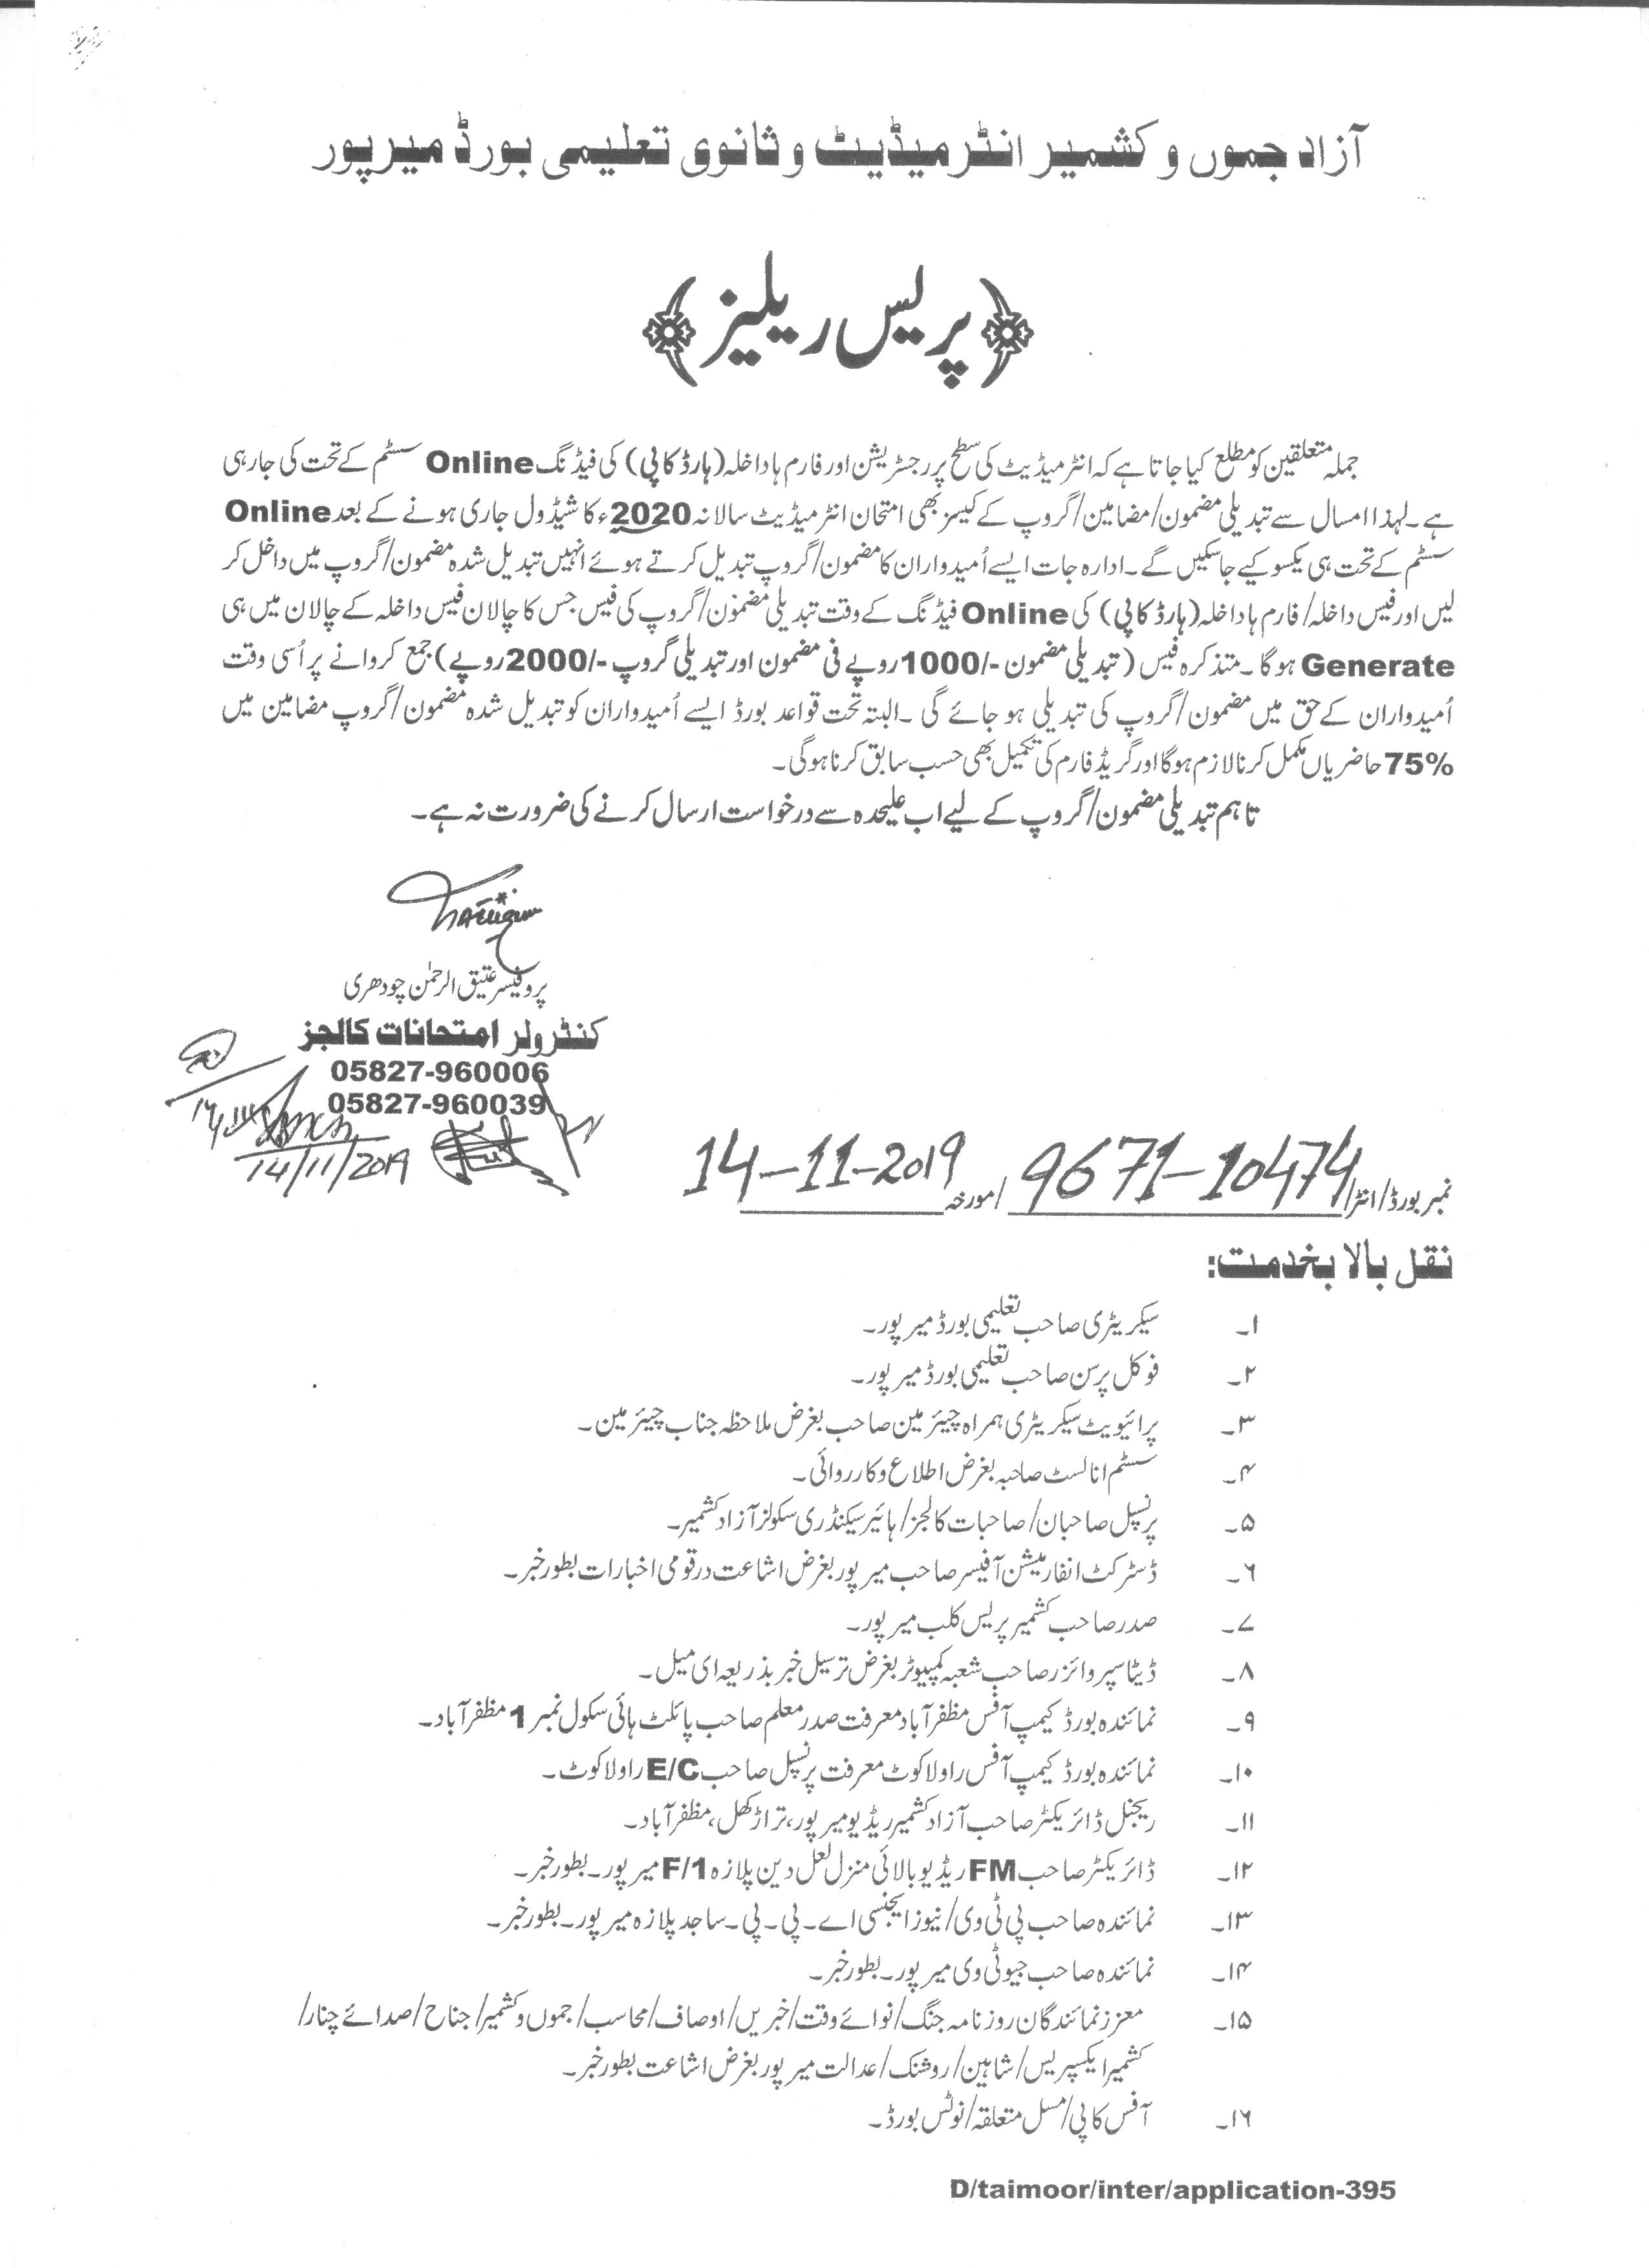 آزاد جموں و کشمیر انٹرمیڈیٹ و ثانوی تعلیمی بورڈ میرپور
﴿پریس ریلیز﴾
جملہ متعلقین کو مطلع کیا جاتا ہے کہ انٹرمیڈیٹ کی سطح پر رجسٹریشن اور فارم ہا داخلہ (ہارڈ کاپی) کی فیڈنگ Online سسٹم کے تحت کی جا رہی
ہے۔ لہذا امسال سے تبدیلی مضمون/مضامین/گروپ کے کیسز بھی امتحان انٹرمیڈیٹ سالانہ 2020ء کا شیڈول جاری ہونے کے بعد Online
سسٹم کے تحت ہی یکسو کیے جا سکیں گے۔ ادارہ جات ایسے اُمیدواران کا مضمون/گروپ تبدیل کرتے ہوئے انہیں تبدیل شدہ مضمون/گروپ میں داخل کر
لیں اور فیس داخلہ/فارم ہا داخلہ (ہارڈ کاپی) کی Online فیڈنگ کے وقت تبدیلی مضمون/گروپ کی فیس جس کا چالان فیس داخلہ کے چالان میں ہی
Generate ہوگا۔ متذکرہ فیس (تبدیلی مضمون -/1000 روپے فی مضمون اور تبدیلی گروپ -/2000 روپے) جمع کروانے پر اُسی وقت
اُمیدواران کے حق میں مضمون/گروپ کی تبدیلی ہو جائے گی۔ البتہ تحت قواعد بورڈ ایسے اُمیدواران کو تبدیل شدہ مضمون/گروپ مضامین میں
75% حاضریاں مکمل کرنا لازم ہوگا اور گریڈ فارم کی تکمیل بھی حسب سابق کرنا ہوگی۔
تاہم تبدیلی مضمون/گروپ کے لیے اب علیحدہ سے درخواست ارسال کرنے کی ضرورت نہ ہے۔
پروفیسر عتیق الرحمٰن چودھری
کنٹرولر امتحانات کالجز
05827-960006
05827-960039
14/11/2019
نمبر بورڈ/انٹر/ 9671-10474 /مورخہ 14-11-2019
نقل بالا بخدمت:
۱۔ سیکریٹری صاحب تعلیمی بورڈ میرپور۔
۲۔ فوکل پرسن صاحب تعلیمی بورڈ میرپور۔
۳۔ پرائیویٹ سیکریٹری ہمراہ چیئرمین صاحب بغرض ملاحظہ جناب چیئرمین۔
۴۔ سسٹم انالسٹ صاحبہ بغرض اطلاع و کارروائی۔
۵۔ پرنسپل صاحبان/صاحبات کالجز/ہائیر سیکنڈری سکولز آزاد کشمیر۔
۶۔ ڈسٹرکٹ انفارمیشن آفیسر صاحب میرپور بغرض اشاعت در قومی اخبارات بطور خبر۔
۷۔ صدر صاحب کشمیر پریس کلب میرپور۔
۸۔ ڈیٹا سپروائزر صاحب شعبہ کمپیوٹر بغرض ترسیل خبر بذریعہ ای میل۔
۹۔ نمائندہ بورڈ کیمپ آفس مظفرآباد معرفت صدر معلم صاحب پائلٹ ہائی سکول نمبر 1 مظفرآباد۔
۱۰۔ نمائندہ بورڈ کیمپ آفس راولاکوٹ معرفت پرنسپل صاحب E/C راولاکوٹ۔
۱۱۔ ریجنل ڈائریکٹر صاحب آزاد کشمیر ریڈیو میرپور، تراڑکھل، مظفرآباد۔
۱۲۔ ڈائریکٹر صاحب FM ریڈیو بالائی منزل لعل دین پلازہ F/1 میرپور۔ بطور خبر۔
۱۳۔ نمائندہ صاحب پی ٹی وی/نیوز ایجنسی اے۔پی۔پی۔ ساجد پلازہ میرپور۔ بطور خبر۔
۱۴۔ نمائندہ صاحب جیو ٹی وی میرپور۔ بطور خبر۔
۱۵۔ معزز نمائندگان روزنامہ جنگ/نوائے وقت/خبریں/اوصاف/محاسب/جموں و کشمیر/جناح/صدائے چنار/
کشمیر ایکسپریس/شاہین/روشنک/عدالت میرپور بغرض اشاعت بطور خبر۔
۱۶۔ آفس کاپی/مسل متعلقہ/نوٹس بورڈ۔
D/taimoor/inter/application-395